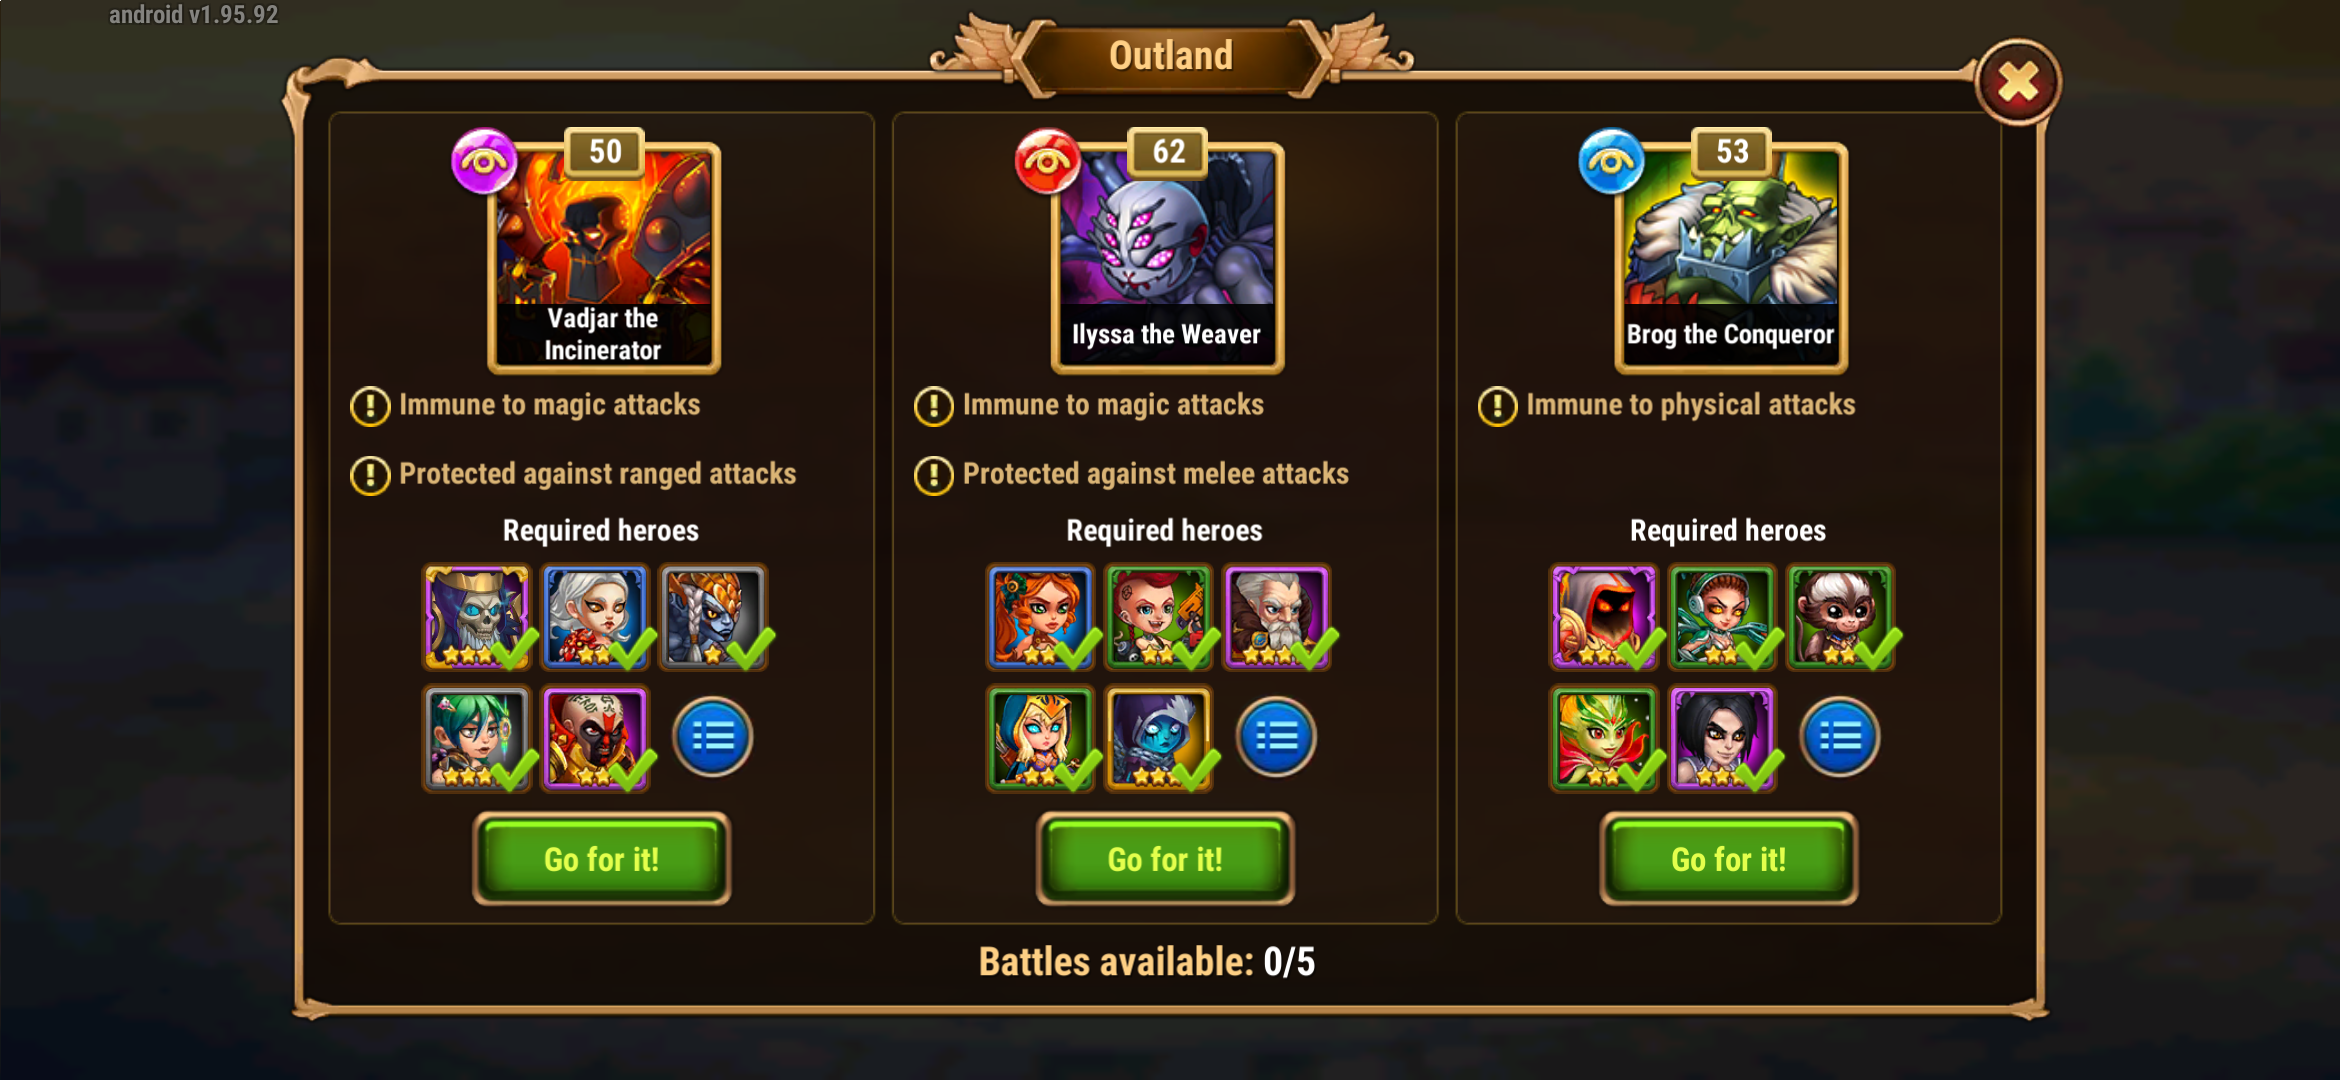 android v1.95.92
Outland
50
Vadjar the
Incinerator
Immune to magic attacks
Protected against ranged attacks
Required heroes
Go for it!
62
Ilyssa the Weaver
Immune to magic attacks
Protected against melee attacks
Required heroes
Go for it!
53
Brog the Conqueror
Immune to physical attacks
Required heroes
Go for it!
Battles available: 0/5